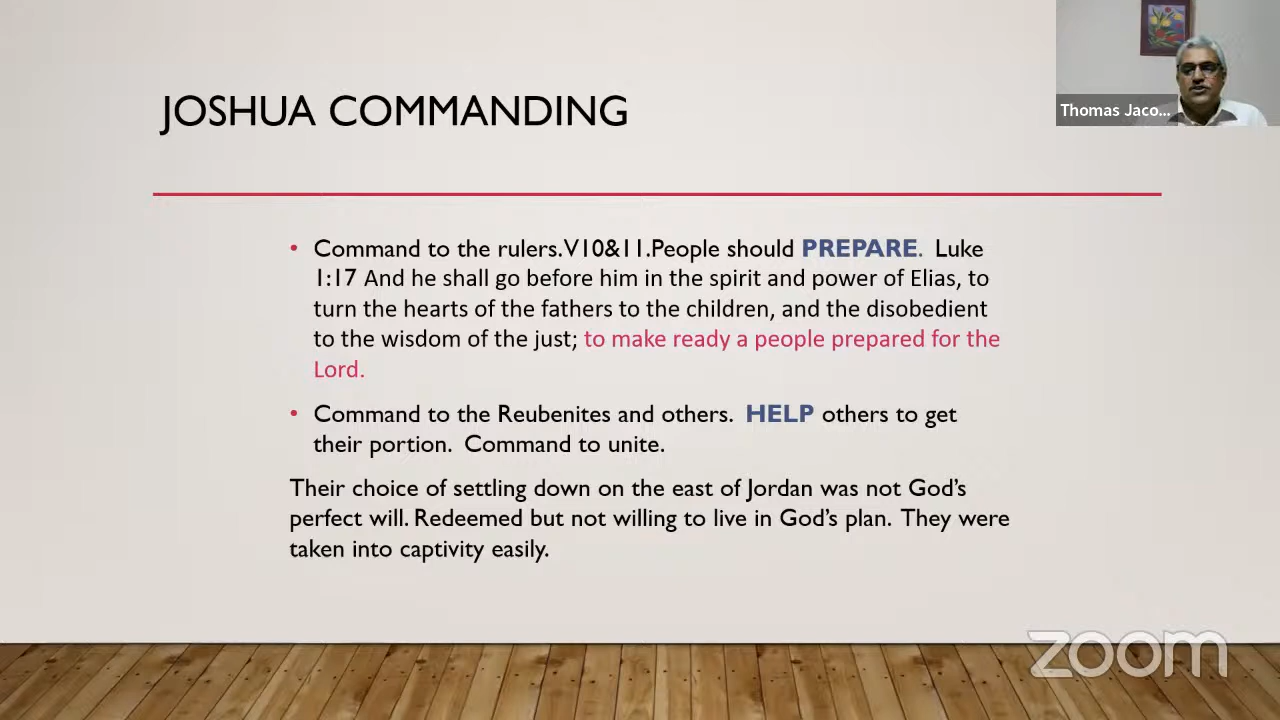 Thomas Jaco...
JOSHUA COMMANDING
• Command to the rulers.V10&11.People should PREPARE. Luke
1:17 And he shall go before him in the spirit and power of Elias, to
turn the hearts of the fathers to the children, and the disobedient
to the wisdom of the just; to make ready a people prepared for the
Lord.
• Command to the Reubenites and others. HELP others to get
their portion. Command to unite.
Their choice of settling down on the east of Jordan was not God's
perfect will. Redeemed but not willing to live in God's plan. They were
taken into captivity easily.
zoom